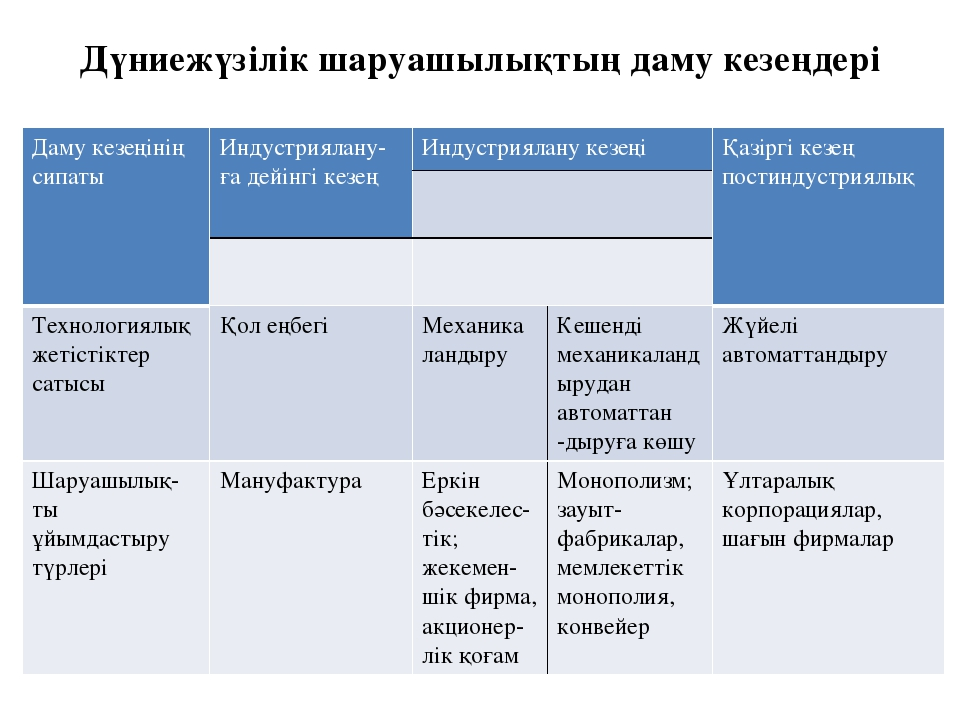 Дүниежүзілік шаруашылықтың даму кезеңдері
Даму кезеңінің
сипаты
Индустриялану-
ға дейінгі кезең
Индустриялану кезеңі
Қазіргі кезең
постиндустриялық
Технологиялық
жетістіктер
сатысы
Қол еңбегі
Механика
ландыру
Кешенді
механикаланд
ырудан
автоматтан
-дыруға көшу
Жүйелі
автоматтандыру
Шаруашылық-
ты
ұйымдастыру
түрлері
Мануфактура
Еркін
бәсекелес-
тік;
жекемен-
шік фирма,
акционер-
лік қоғам
Монополизм;
зауыт-
фабрикалар,
мемлекеттік
монополия,
конвейер
Ұлтаралық
корпорациялар,
шағын фирмалар